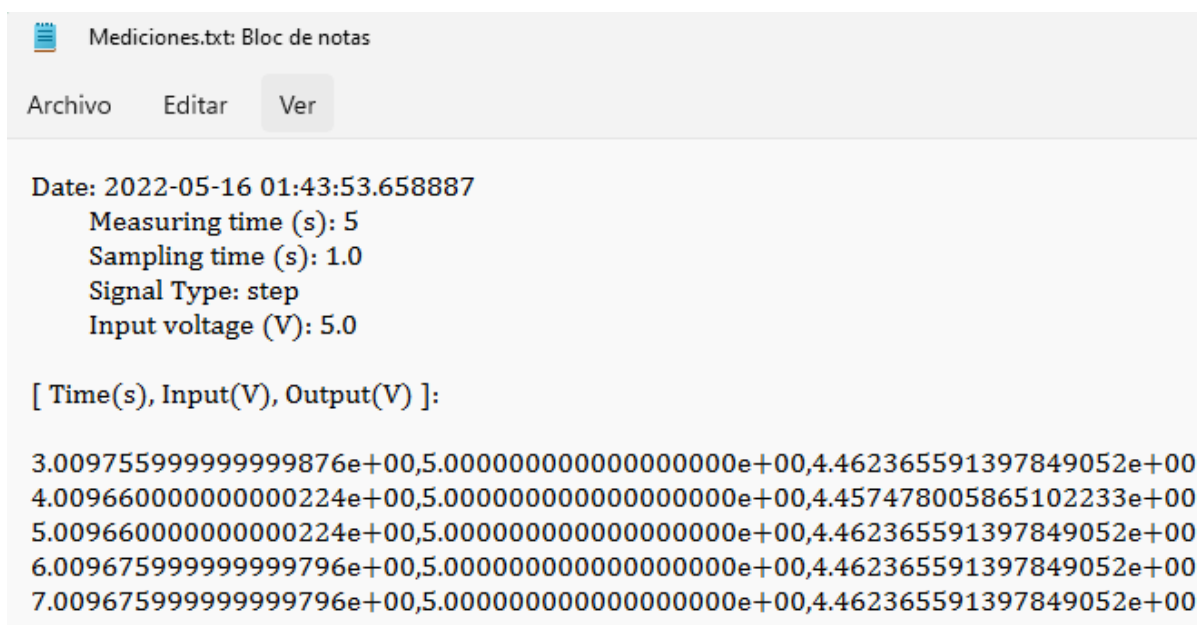 Mediciones.txt: Bloc de notas
Archivo Editar Ver
Date: 2022-05-16 01:43:53.658887
Measuring time (s): 5
Sampling time (s): 1.0
Signal Type: step
Input voltage (V): 5.0
[ Time(s), Input(V), Output(V) ]:
3.009755999999999876e+00,5.000000000000000000e+00,4.462365591397849052e+00
4.009660000000000224e+00,5.000000000000000000e+00,4.457478005865102233e+00
5.009660000000000224e+00,5.000000000000000000e+00,4.462365591397849052e+00
6.009675999999999796e+00,5.000000000000000000e+00,4.462365591397849052e+00
7.009675999999999796e+00,5.000000000000000000e+00,4.462365591397849052e+00